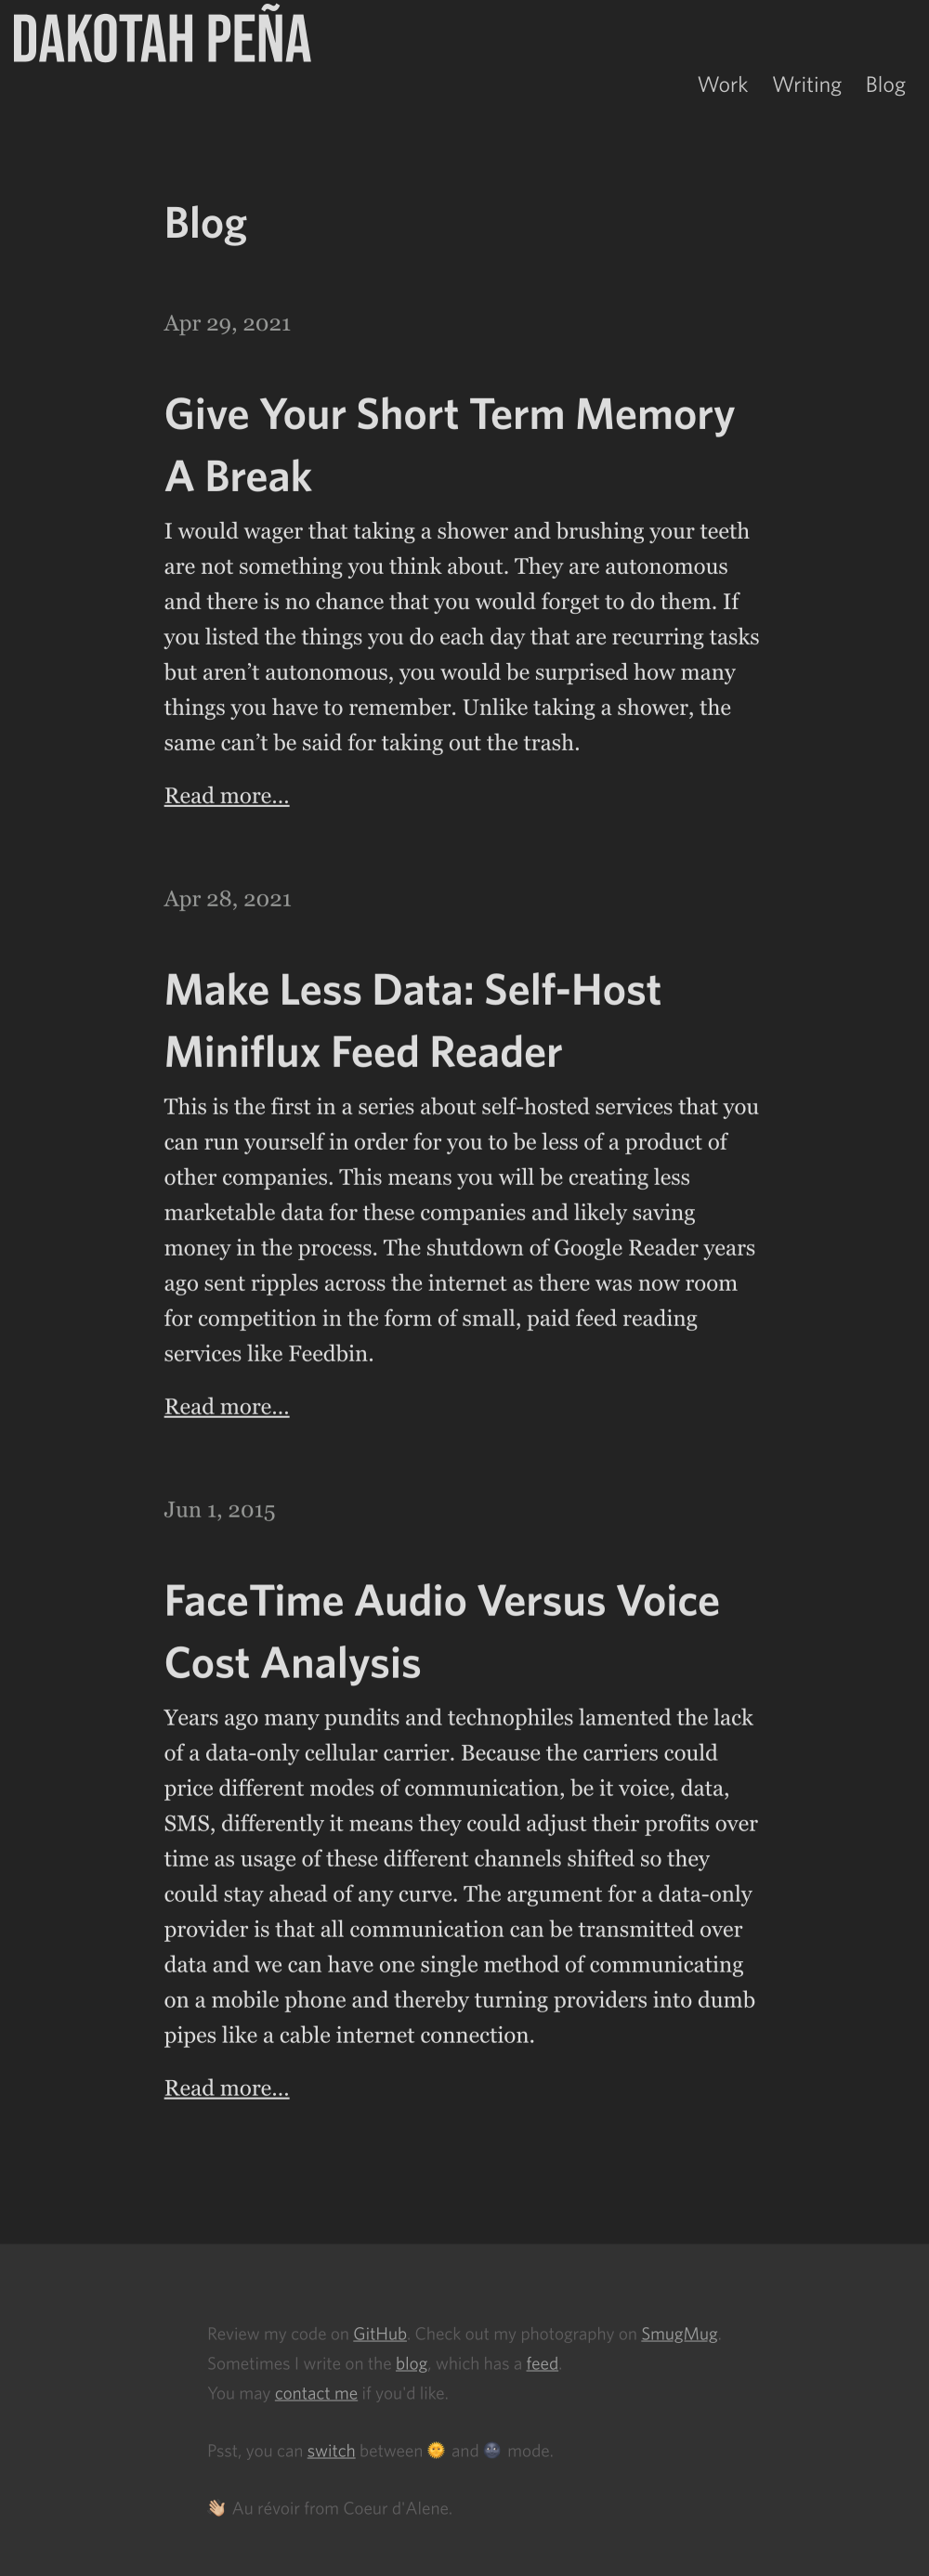 DAKOTAH PEÑA
Work Writing Blog
Blog
Apr 29, 2021
Give Your Short Term Memory
A Break
I would wager that taking a shower and brushing your teeth
are not something you think about. They are autonomous
and there is no chance that you would forget to do them. If
you listed the things you do each day that are recurring tasks
but aren’t autonomous, you would be surprised how many
things you have to remember. Unlike taking a shower, the
same can’t be said for taking out the trash.
Read more…
Apr 28, 2021
Make Less Data: Self-Host
Miniflux Feed Reader
This is the first in a series about self-hosted services that you
can run yourself in order for you to be less of a product of
other companies. This means you will be creating less
marketable data for these companies and likely saving
money in the process. The shutdown of Google Reader years
ago sent ripples across the internet as there was now room
for competition in the form of small, paid feed reading
services like Feedbin.
Read more…
Jun 1, 2015
FaceTime Audio Versus Voice
Cost Analysis
Years ago many pundits and technophiles lamented the lack
of a data-only cellular carrier. Because the carriers could
price different modes of communication, be it voice, data,
SMS, differently it means they could adjust their profits over
time as usage of these different channels shifted so they
could stay ahead of any curve. The argument for a data-only
provider is that all communication can be transmitted over
data and we can have one single method of communicating
on a mobile phone and thereby turning providers into dumb
pipes like a cable internet connection.
Read more…
Review my code on GitHub. Check out my photography on SmugMug.
Sometimes I write on the blog, which has a feed.
You may contact me if you'd like.
Psst, you can switch between 🌞 and 🌚 mode.
👋🏼 Au révoir from Coeur d'Alene.